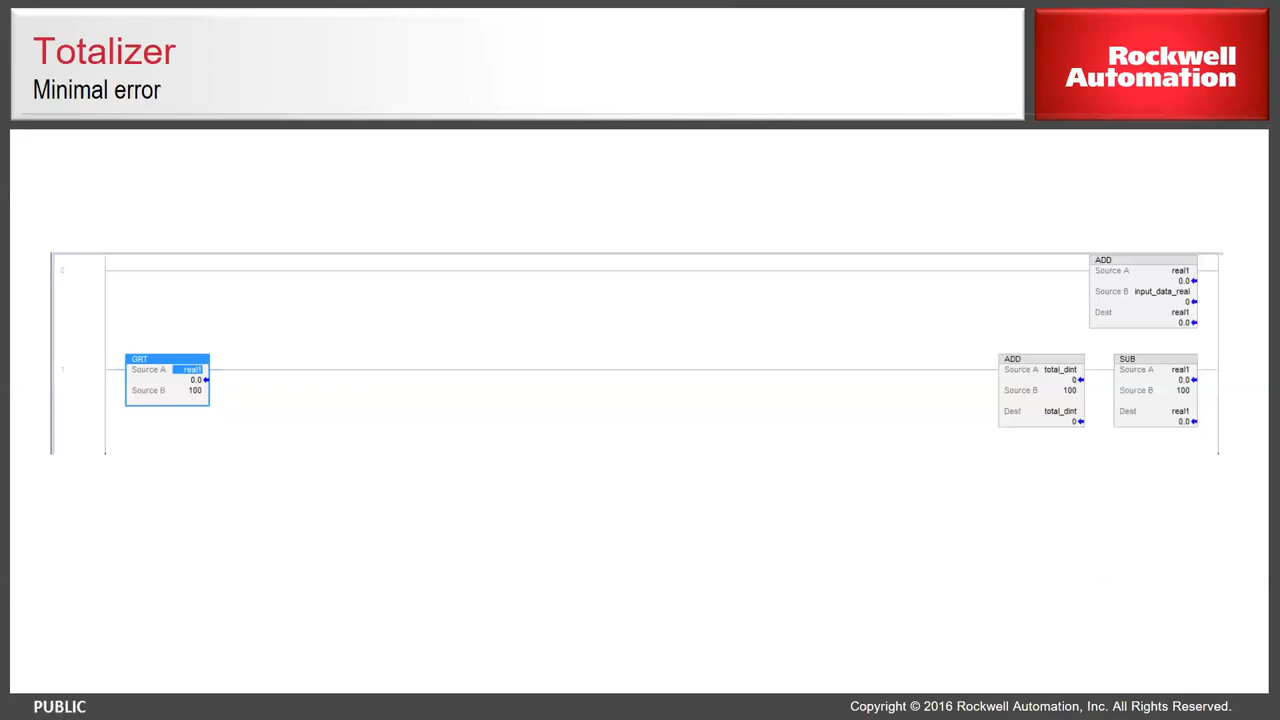 Totalizer
Minimal error
Rockwell
Automation
0
ADD
Source A real1
0.0
Source B input_data_real
0
Dest real1
0.0
1
GRT
Source A real1
0.0
Source B 100
ADD
Source A total_dint
0
Source B 100
Dest total_dint
0
SUB
Source A real1
0.0
Source B 100
Dest real1
0.0
PUBLIC
Copyright © 2016 Rockwell Automation, Inc. All Rights Reserved.